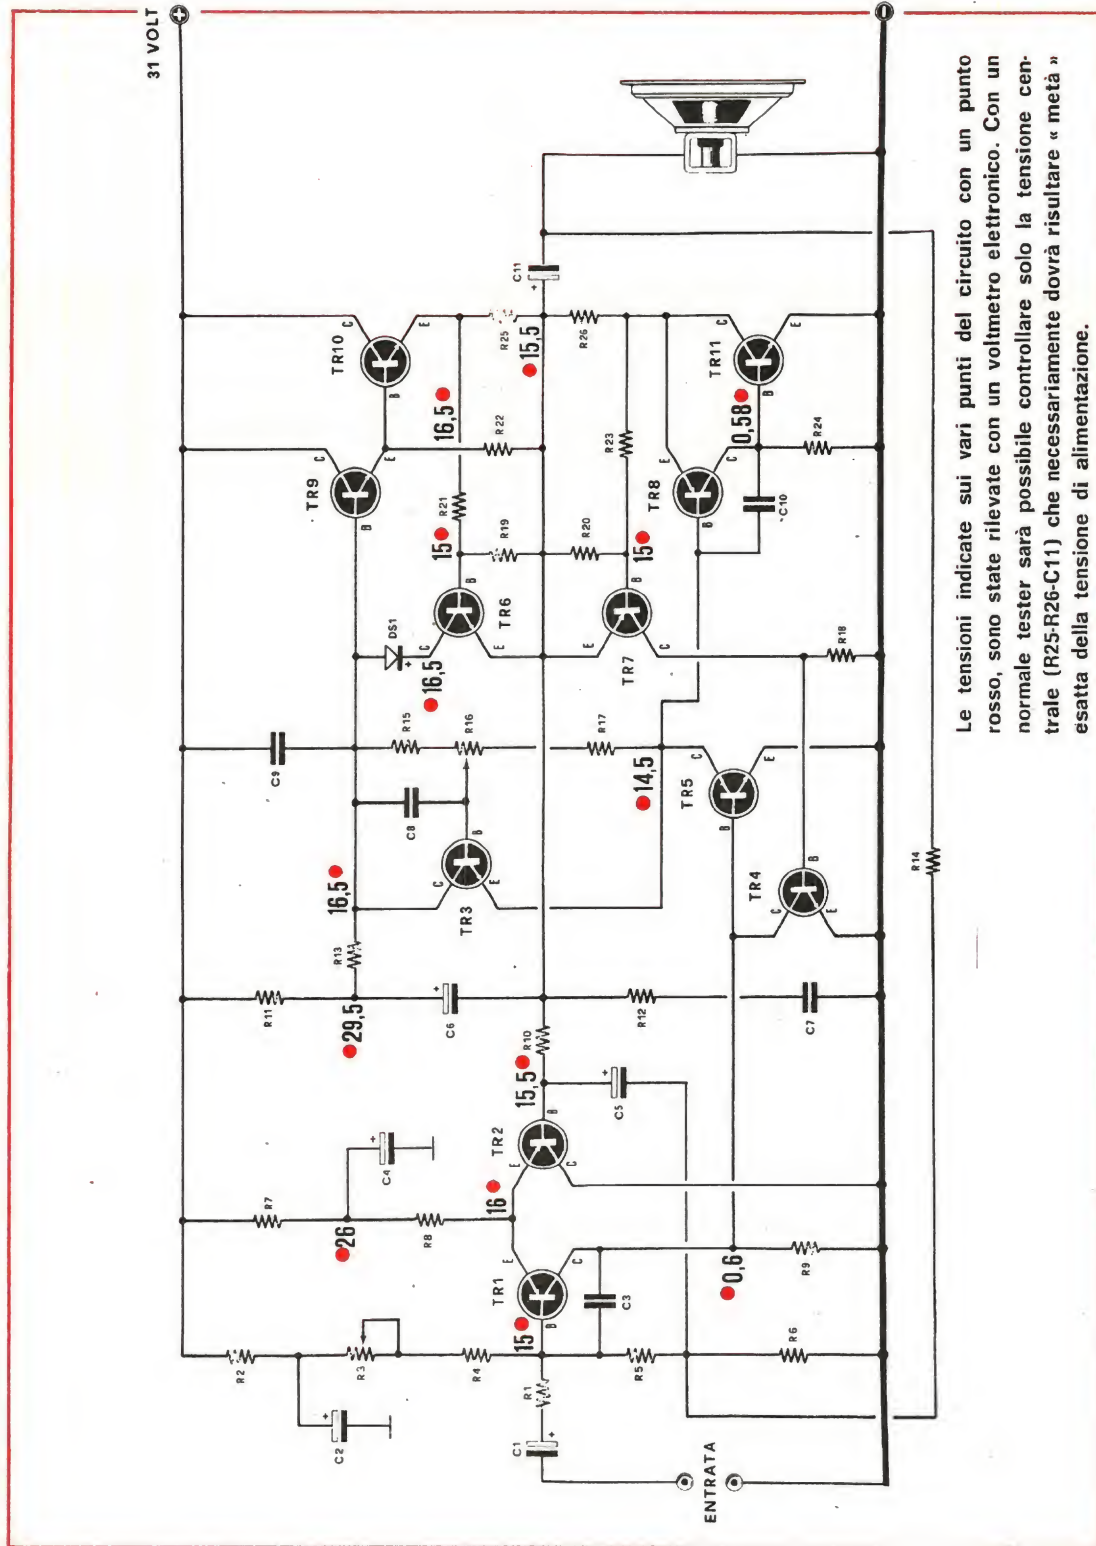 31 VOLT
+
R2
R3
C2
R4
R1
C1
ENTRATA
R5
R6
15
TR1
B
E
C
C3
R9
0,6
R7
26
C4
R8
16
TR2
E
B
C
15,5
R10
C5
R11
29,5
C6
R12
C7
R13
16,5
C8
C9
TR3
C
B
E
R15
R16
R17
14,5
TR5
B
C
E
TR4
C
B
E
R18
16,5
DS1
TR6
C
B
E
15
R21
R19
R20
15
TR7
E
B
C
R23
TR9
C
B
E
R22
TR10
C
B
E
16,5
R25
15,5
R26
C11
TR8
E
B
C
C10
0,58
TR11
C
B
E
R24
R14
Le tensioni indicate sui vari punti del circuito con un punto
rosso, sono state rilevate con un voltmetro elettronico. Con un
normale tester sarà possibile controllare solo la tensione cen-
trale (R25-R26-C11) che necessariamente dovrà risultare « metà »
esatta della tensione di alimentazione.